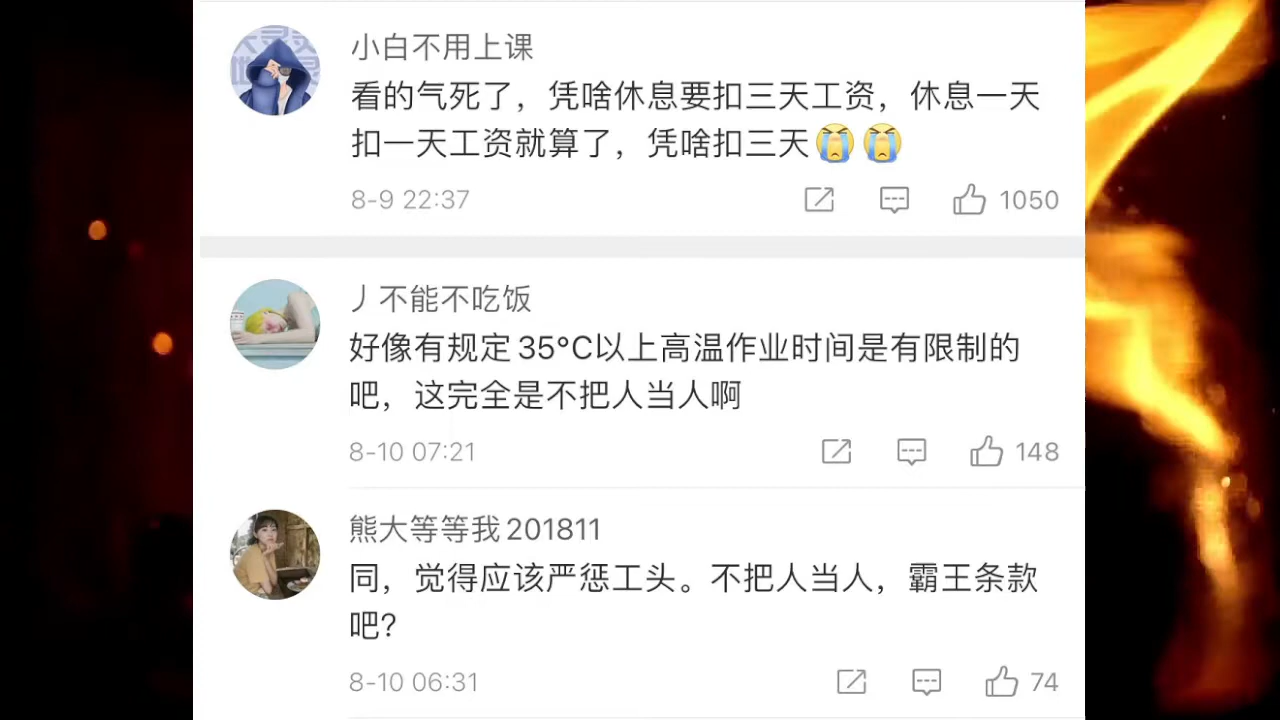 小白不用上课
看的气死了，凭啥休息要扣三天工资，休息一天
扣一天工资就算了，凭啥扣三天😭😭
8-9 22:37
1050
丿不能不吃饭
好像有规定35°C以上高温作业时间是有限制的
吧，这完全是不把人当人啊
8-10 07:21
148
熊大等等我201811
同，觉得应该严惩工头。不把人当人，霸王条款
吧？
8-10 06:31
74